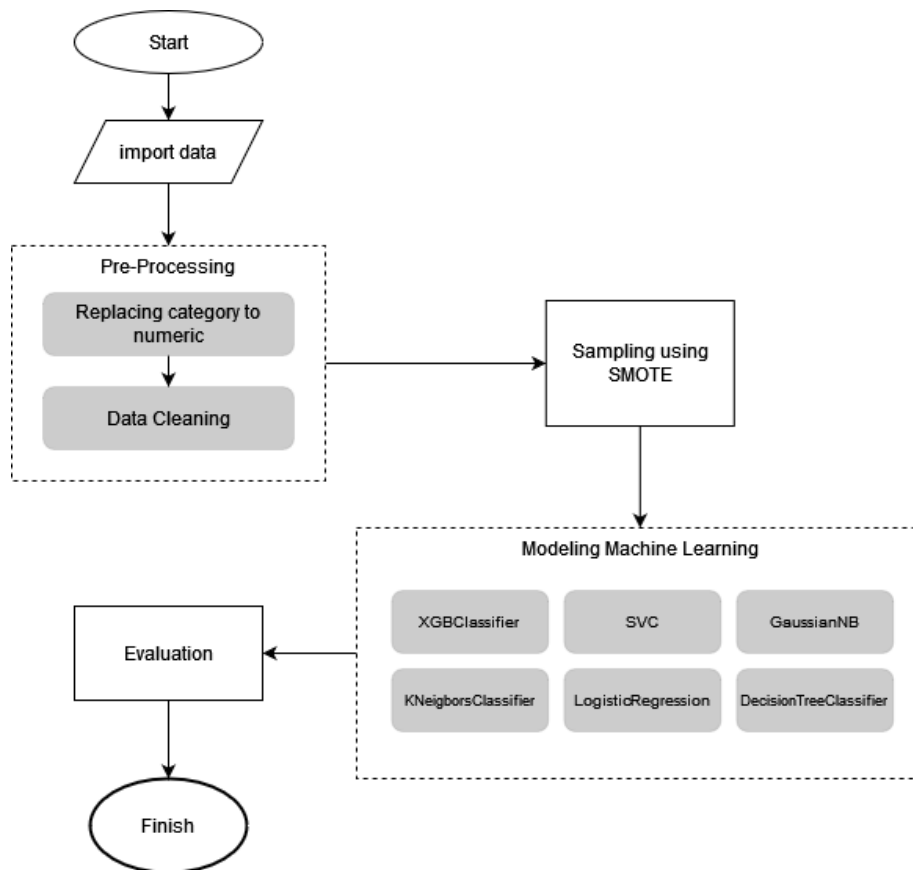 Start
import data
Pre-Processing
Replacing category to
numeric
Data Cleaning
Sampling using
SMOTE
Modeling Machine Learning
XGBClassifier
SVC
GaussianNB
KNeigborsClassifier
LogisticRegression
DecisionTreeClassifier
Evaluation
Finish